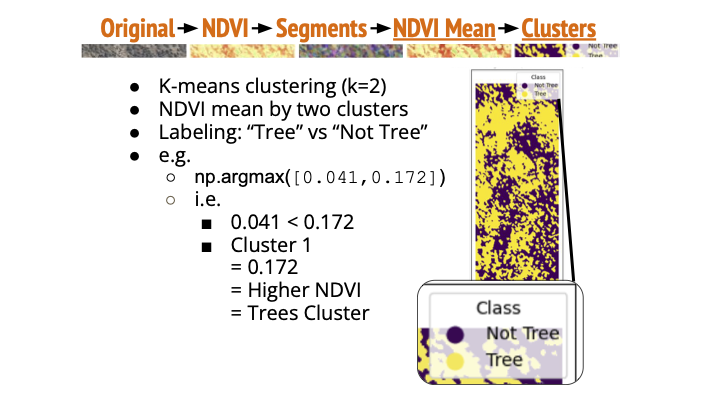 Original → NDVI → Segments → NDVI Mean → Clusters
Not Tree
Tree
● K-means clustering (k=2)
● NDVI mean by two clusters
● Labeling: “Tree” vs “Not Tree”
● e.g.
○ np.argmax([0.041,0.172])
○ i.e.
■ 0.041 < 0.172
■ Cluster 1
= 0.172
= Higher NDVI
= Trees Cluster
Class
Not Tree
Tree
Class
Not Tree
Tree